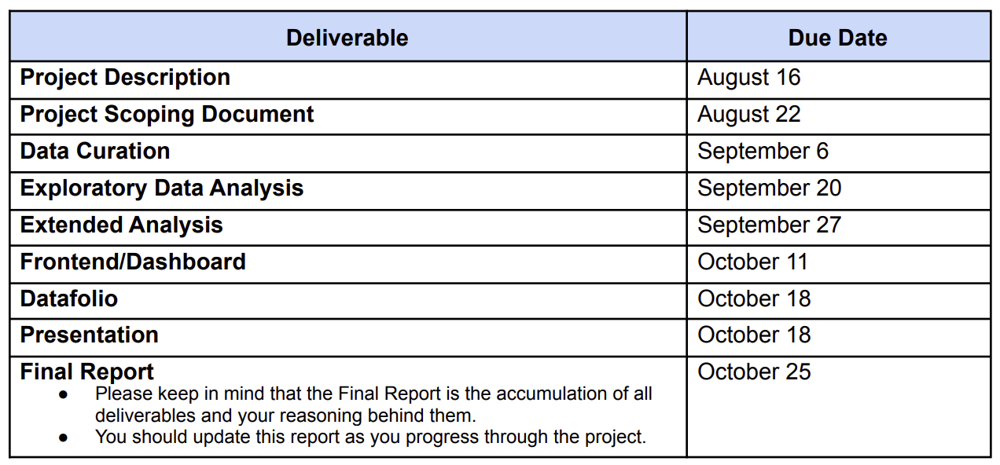 Deliverable Due Date
Project Description August 16
Project Scoping Document August 22
Data Curation September 6
Exploratory Data Analysis September 20
Extended Analysis September 27
Frontend/Dashboard October 11
Datafolio October 18
Presentation October 18
Final Report October 25
● Please keep in mind that the Final Report is the accumulation of all
deliverables and your reasoning behind them.
● You should update this report as you progress through the project.